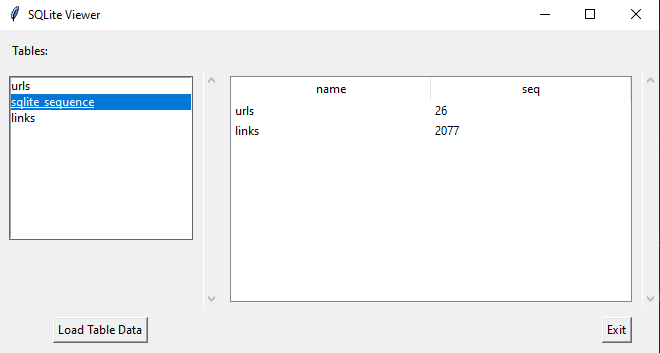 SQLite Viewer
Tables:
urls
sqlite_sequence
links
name seq
urls 26
links 2077
Load Table Data
Exit